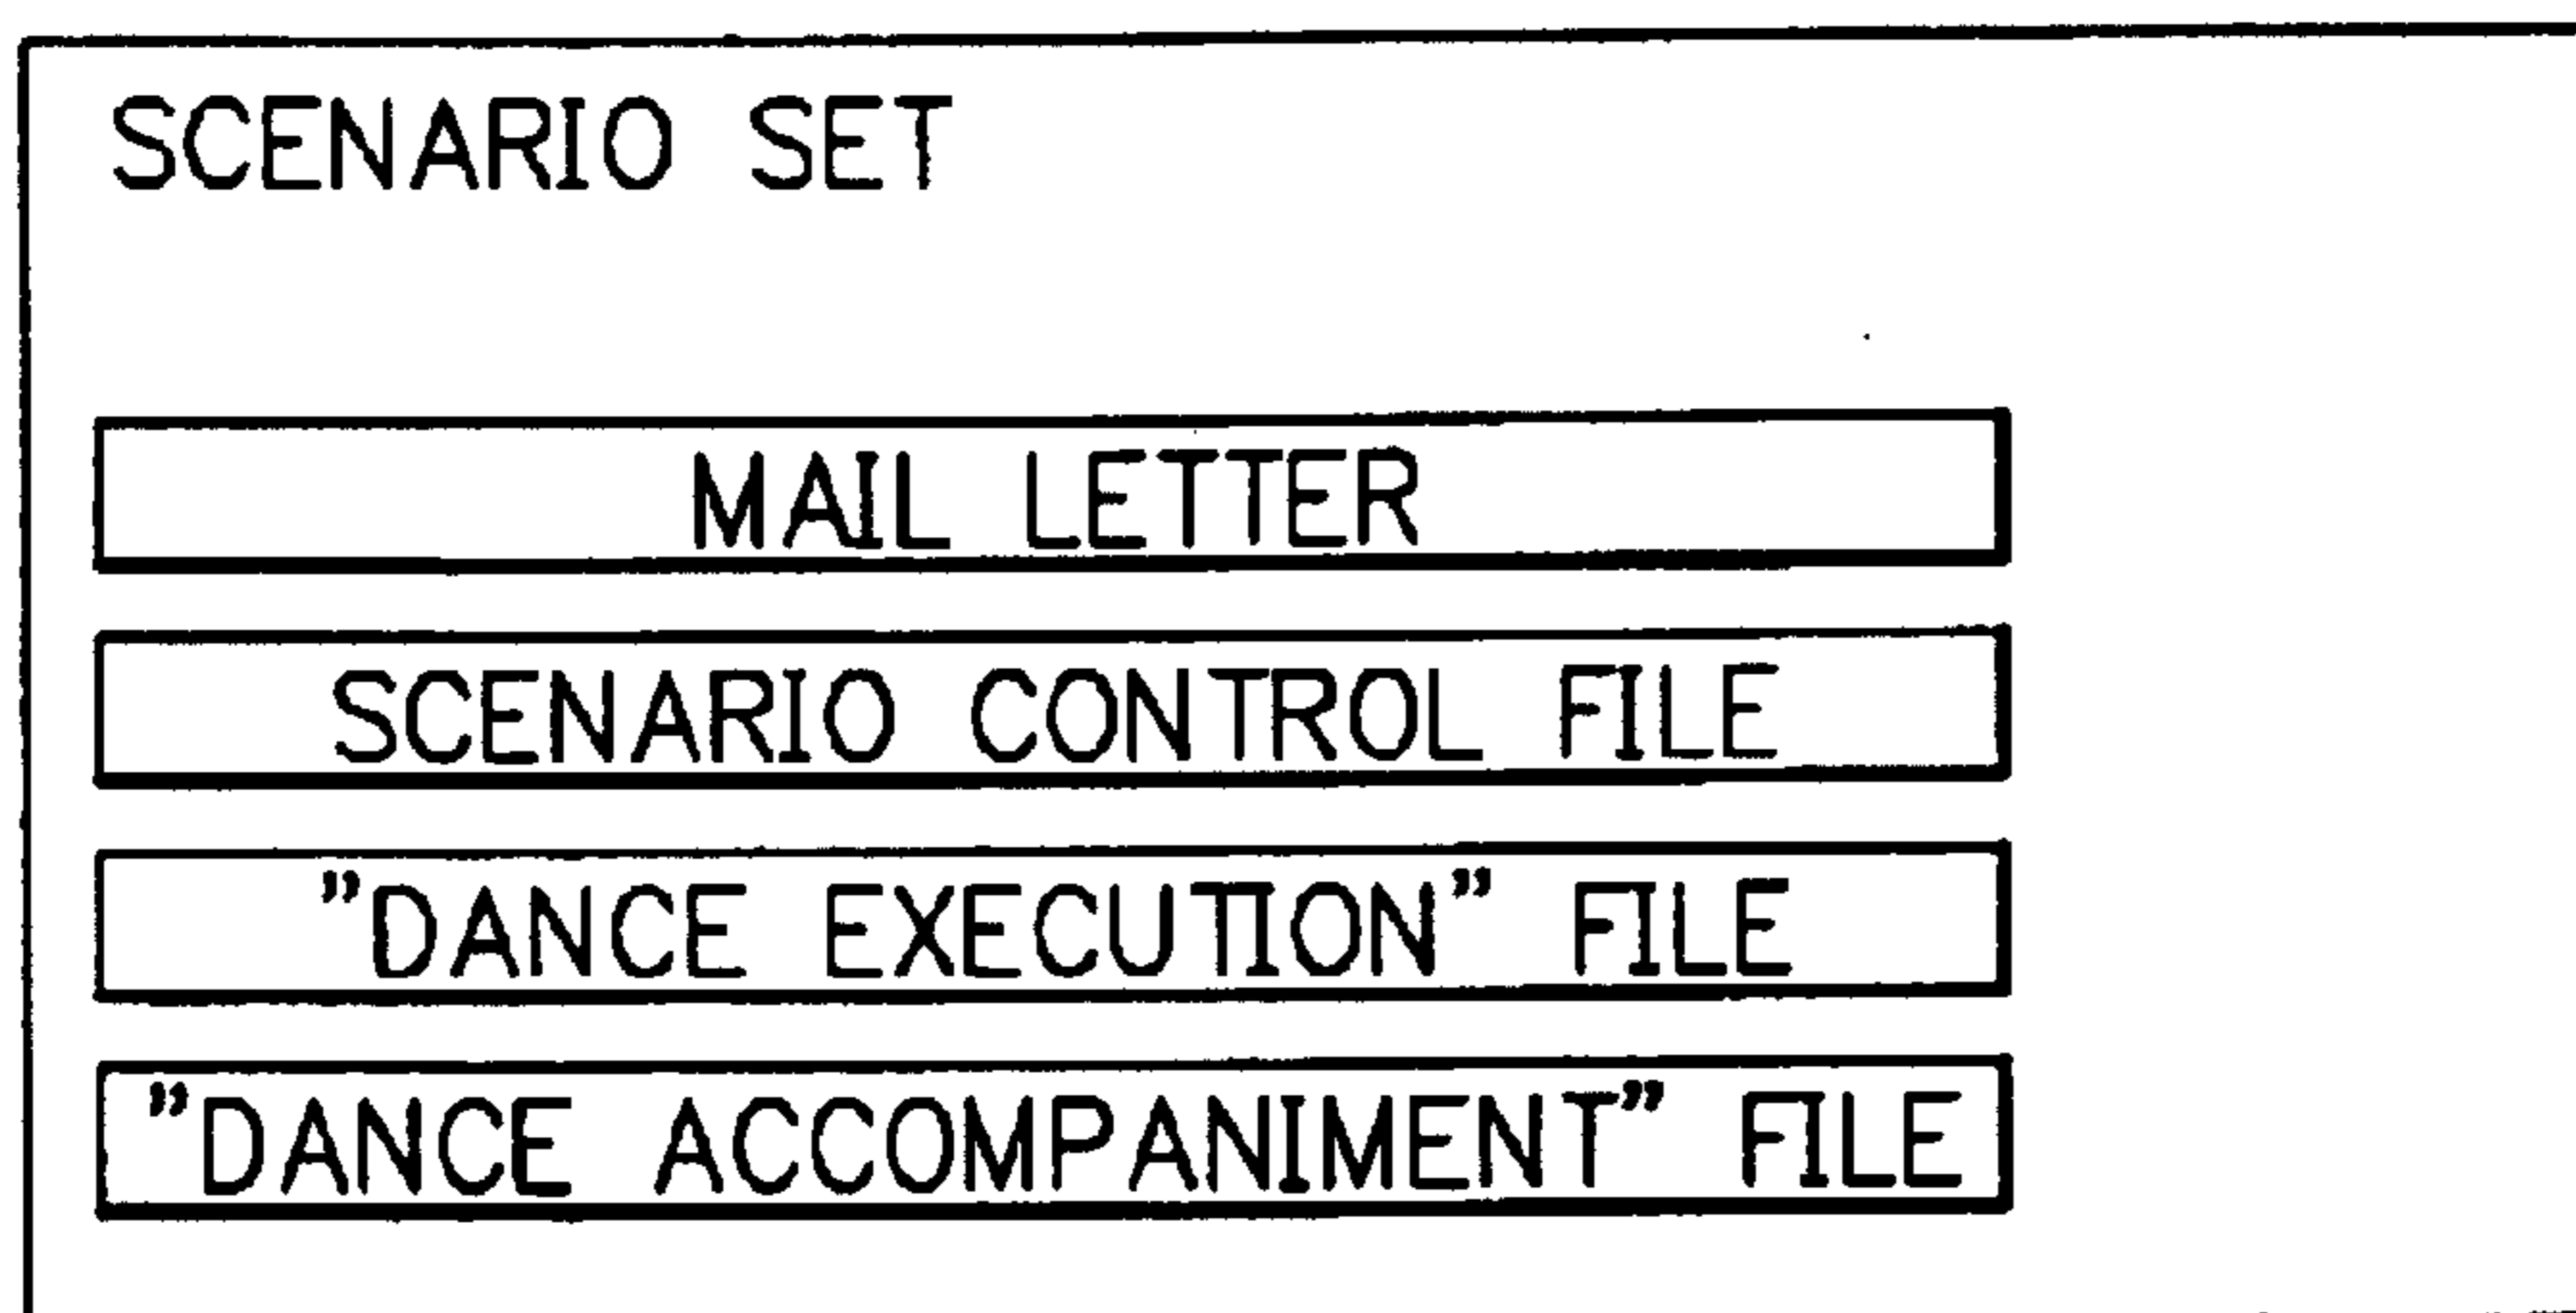 SCENARIO SET
MAIL LETTER
SCENARIO CONTROL FILE
”DANCE EXECUTION” FILE
”DANCE ACCOMPANIMENT” FILE